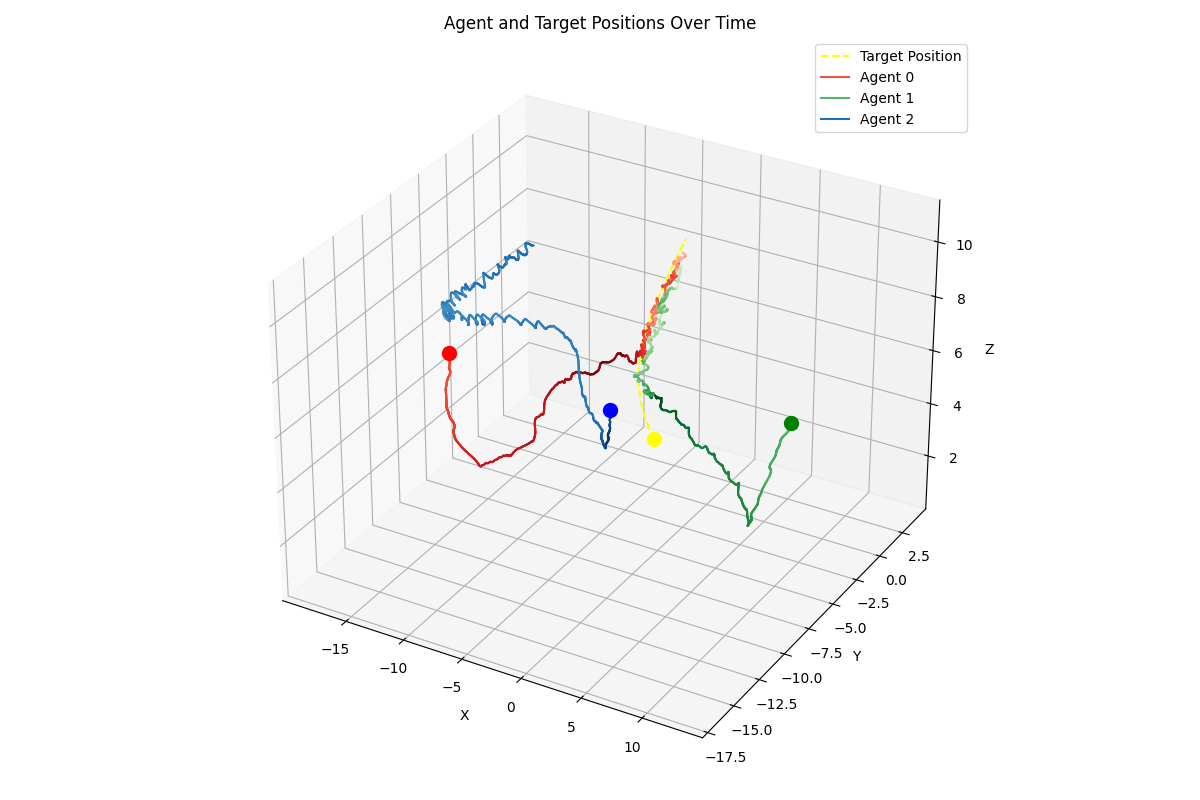 Agent and Target Positions Over Time
Target Position
Agent 0
Agent 1
Agent 2
10
8
6
4
2
Z
2.5
0.0
−2.5
−5.0
−7.5
−10.0
−12.5
−15.0
−17.5
Y
−15
−10
−5
0
5
10
X